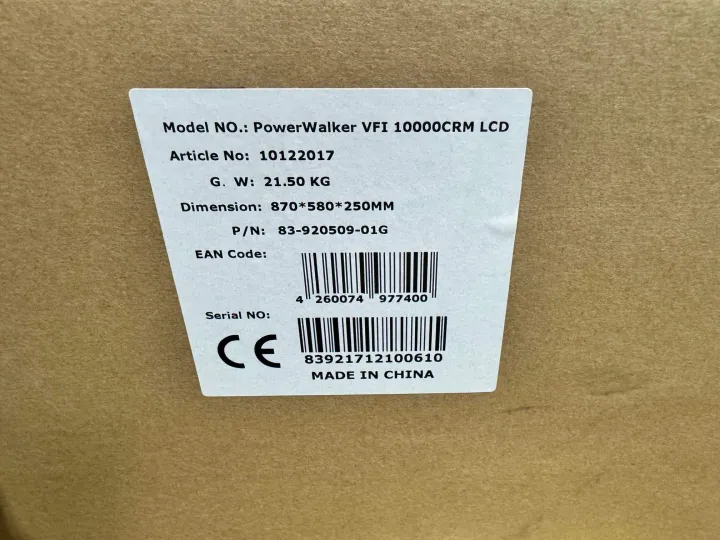 Model NO.: PowerWalker VFI 10000CRM LCD
Article No: 10122017
G. W: 21.50 KG
Dimension: 870*580*250MM
P/N: 83-920509-01G
EAN Code:
4 260074 977400
Serial NO:
83921712100610
CE
MADE IN CHINA